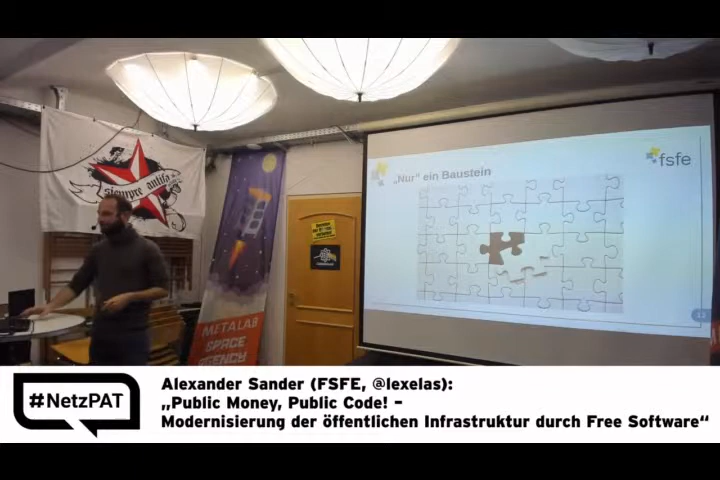 siempre antifa
„Nur“ ein Baustein
fsfe
METALAB
SPACE
AGENCY
13
#NetzPAT
Alexander Sander (FSFE, @lexelas):
„Public Money, Public Code! –
Modernisierung der öffentlichen Infrastruktur durch Free Software“